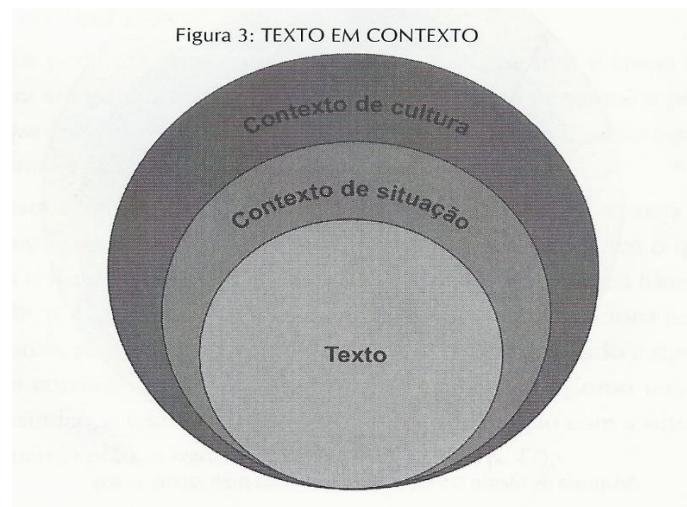 Figura 3: TEXTO EM CONTEXTO
Contexto de cultura
Contexto de situação
Texto